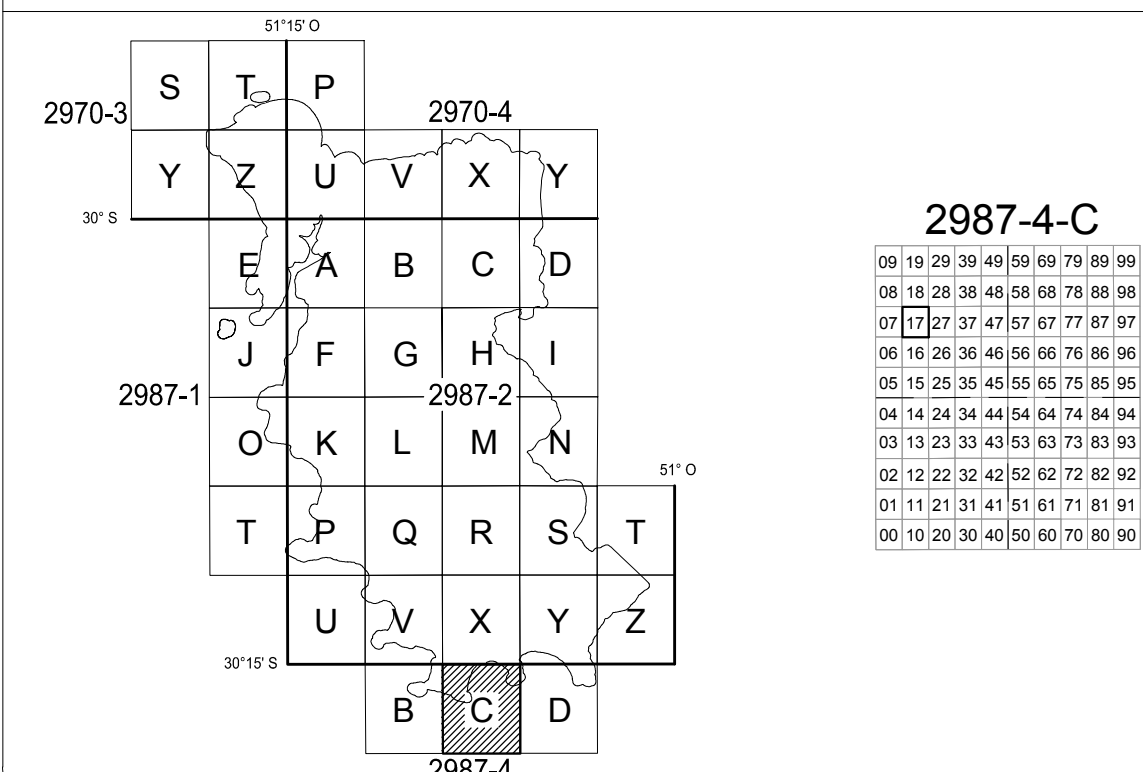 51°15' O
S T P
2970-3 2970-4
Y Z U V X Y
30° S
E A B C D
J F G H I
2987-1 2987-2
O K L M N
51° O
T P Q R S T
U V X Y Z
30°15' S
B C D
2987-4
2987-4-C
09 19 29 39 49 59 69 79 89 99
08 18 28 38 48 58 68 78 88 98
07 17 27 37 47 57 67 77 87 97
06 16 26 36 46 56 66 76 86 96
05 15 25 35 45 55 65 75 85 95
04 14 24 34 44 54 64 74 84 94
03 13 23 33 43 53 63 73 83 93
02 12 22 32 42 52 62 72 82 92
01 11 21 31 41 51 61 71 81 91
00 10 20 30 40 50 60 70 80 90